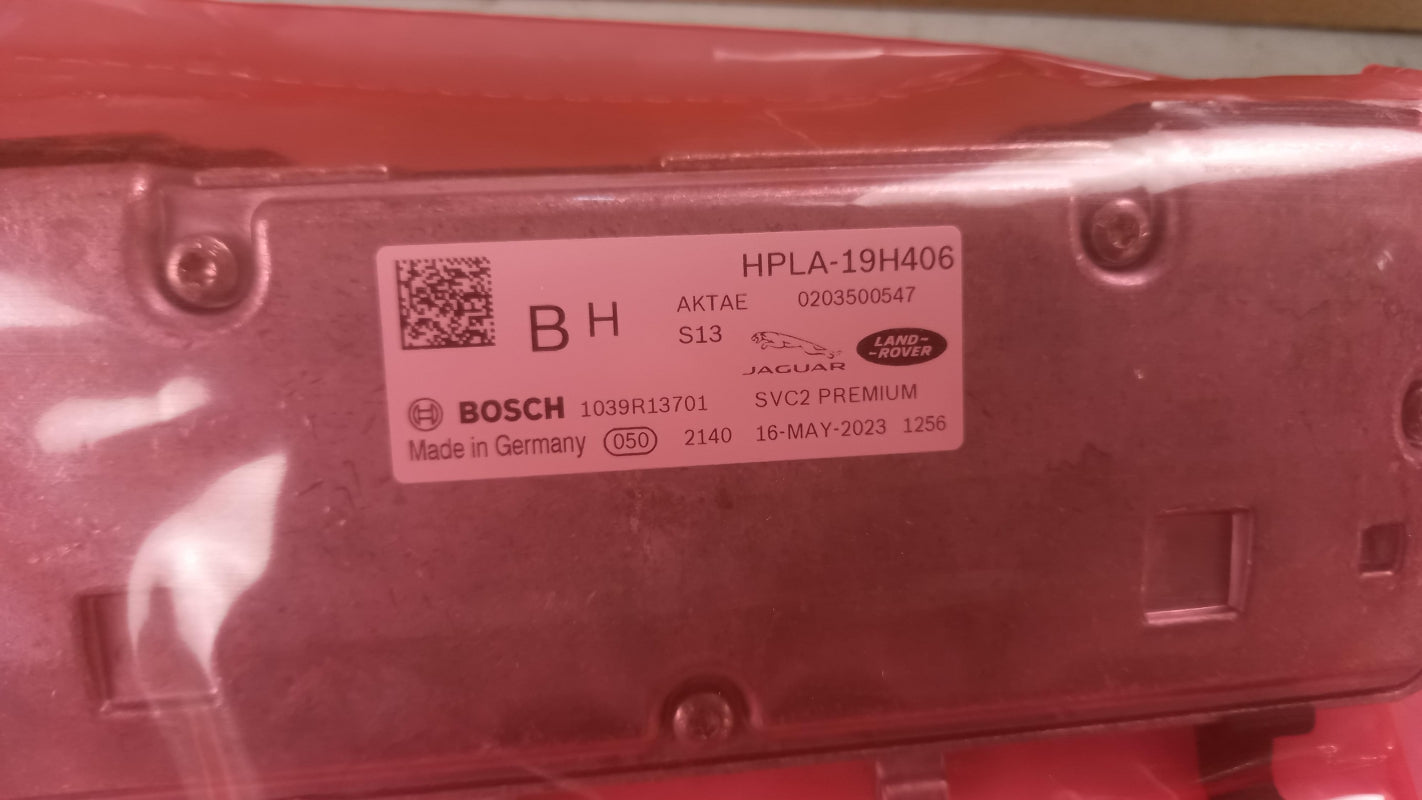 HPLA-19H406
B H
AKTAE 0203500547
S13
JAGUAR
LAND-
-ROVER
BOSCH 1039R13701 SVC2 PREMIUM
Made in Germany 050 2140 16-MAY-2023 1256